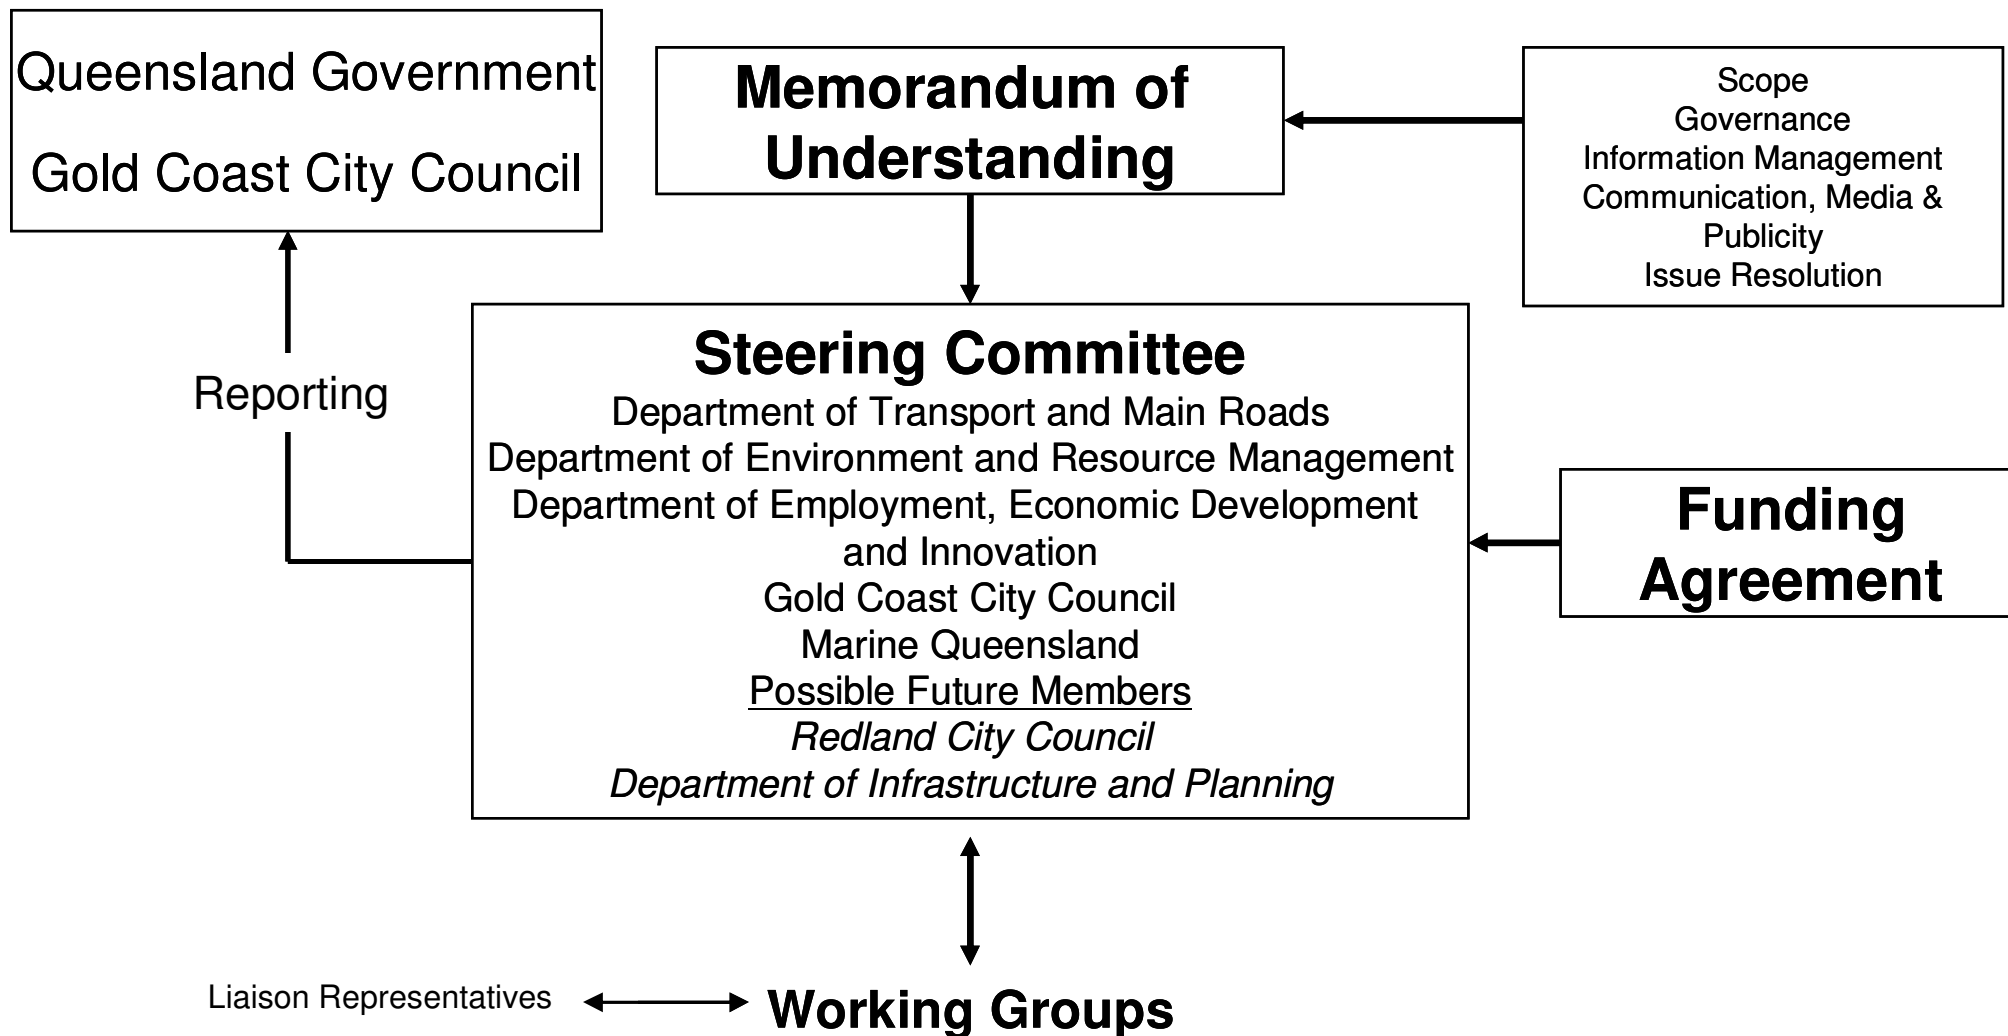 Queensland Government
Gold Coast City Council
Memorandum of
Understanding
Scope
Governance
Information Management
Communication, Media &
Publicity
Issue Resolution
Reporting
Steering Committee
Department of Transport and Main Roads
Department of Environment and Resource Management
Department of Employment, Economic Development
and Innovation
Gold Coast City Council
Marine Queensland
Possible Future Members
Redland City Council
Department of Infrastructure and Planning
Funding
Agreement
Liaison Representatives
Working Groups